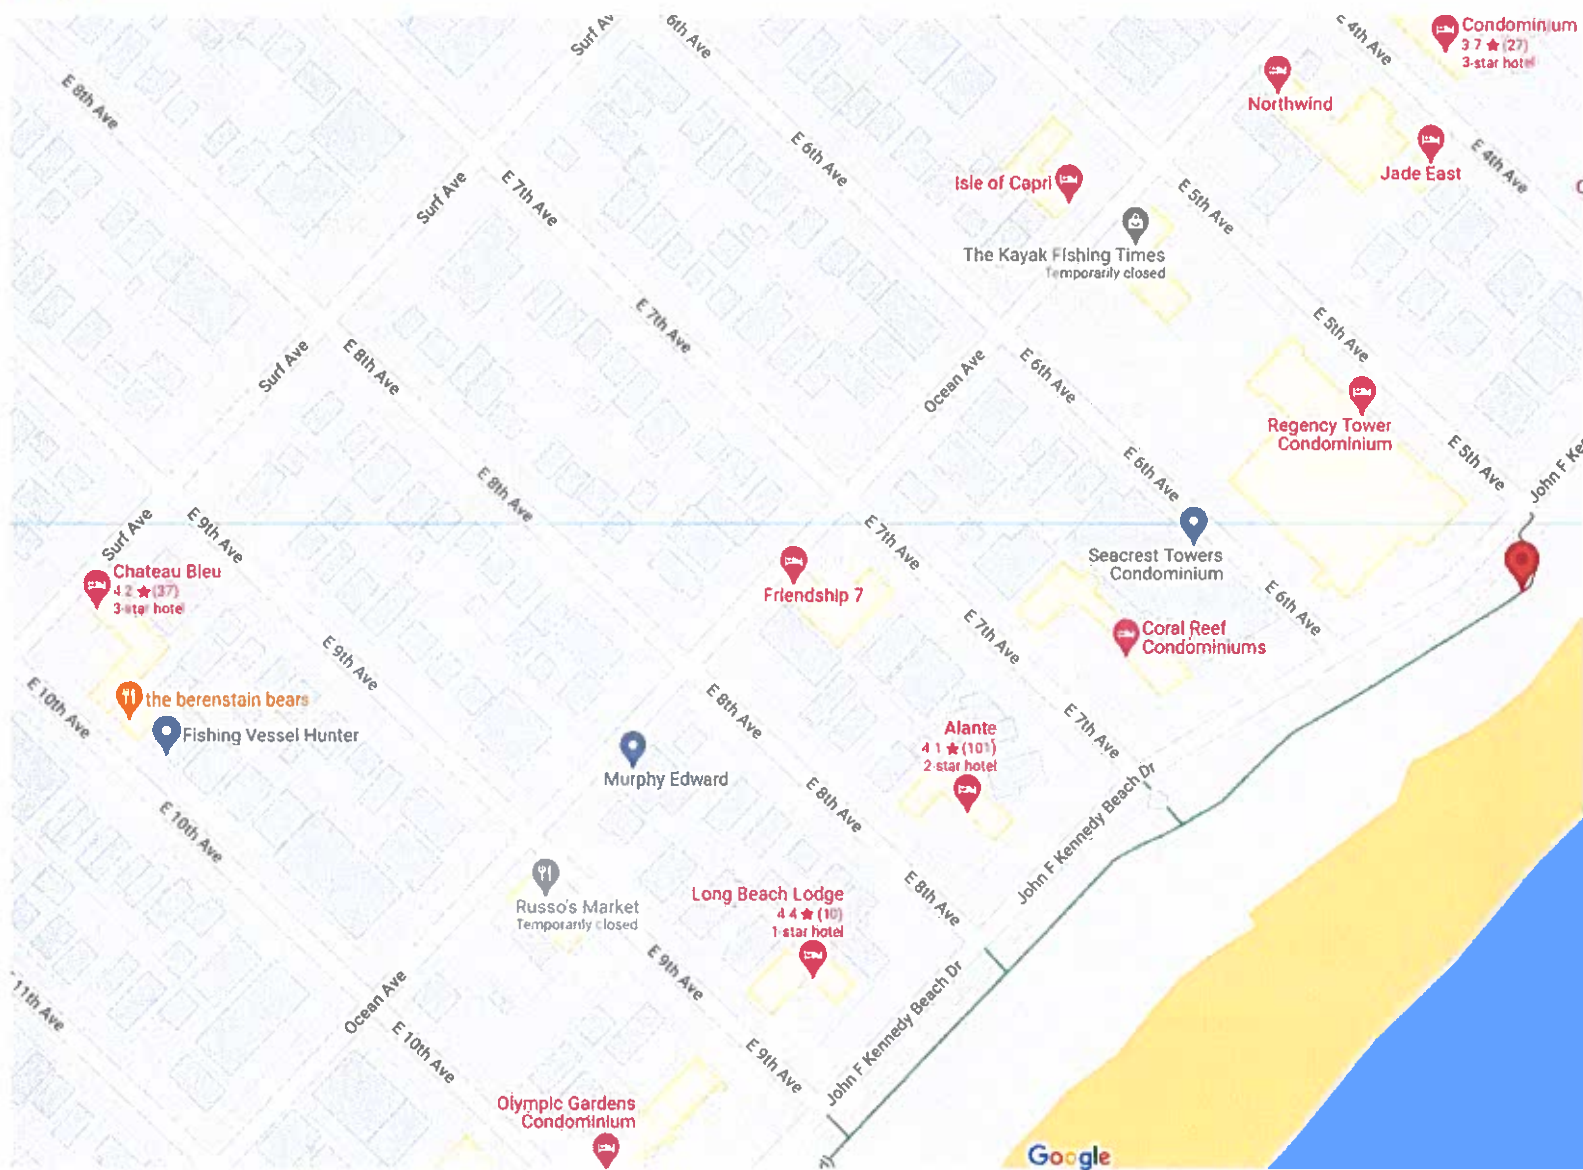 Surf Av
6th Ave
E 4th Ave
Condominium
3.7 ★ (27)
3-star hotel
E 8th Ave
Northwind
E 6th Ave
Jade East
E 4th Ave
Surf Ave
E 7th Ave
Isle of Capri
E 5th Ave
The Kayak Fishing Times
Temporarily closed
E 7th Ave
E 5th Ave
Surf Ave
E 8th Ave
Ocean Ave
E 6th Ave
Regency Tower
Condominium
E 8th Ave
E 6th Ave
E 5th Ave
John F Ke
Surf Ave
E 9th Ave
E 7th Ave
Seacrest Towers
Condominium
Chateau Bleu
4.2 ★ (37)
3-star hotel
Friendship 7
E 6th Ave
E 9th Ave
E 7th Ave
Coral Reef
Condominiums
E 10th Ave
the berenstain bears
Fishing Vessel Hunter
E 8th Ave
E 7th Ave
Alante
4.1 ★ (101)
2-star hotel
Murphy Edward
E 10th Ave
E 8th Ave
John F Kennedy Beach Dr
Russo's Market
Temporarily closed
Long Beach Lodge
4.4 ★ (10)
1-star hotel
E 8th Ave
11th Ave
Ocean Ave
E 9th Ave
John F Kennedy Beach Dr
E 10th Ave
E 9th Ave
Olympic Gardens
Condominium
Google